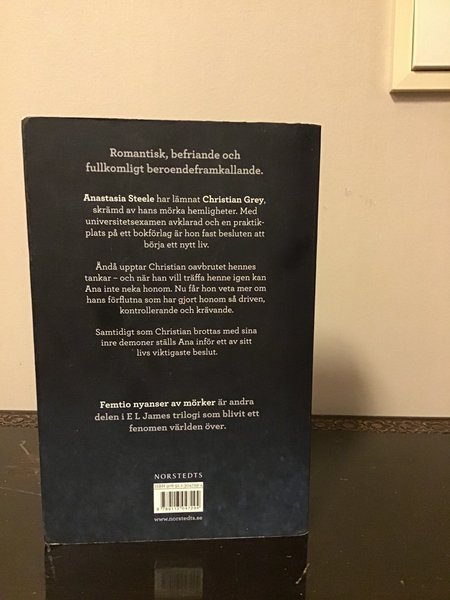 Romantisk, befriande och
fullkomligt beroendeframkallande.
Anastasia Steele har lämnat Christian Grey,
skrämd av hans mörka hemligheter. Med
universitetsexamen avklarad och en praktik-
plats på ett bokförlag är hon fast besluten att
börja ett nytt liv.
Ändå upptar Christian oavbrutet hennes
tankar – och när han vill träffa henne igen kan
Ana inte neka honom. Nu får hon veta mer om
hans förflutna som har gjort honom så driven,
kontrollerande och krävande.
Samtidigt som Christian brottas med sina
inre demoner ställs Ana inför ett av sitt
livs viktigaste beslut.
Femtio nyanser av mörker är andra
delen i E L James trilogi som blivit ett
fenomen världen över.
NORSTEDTS
ISBN
www.norstedts.se